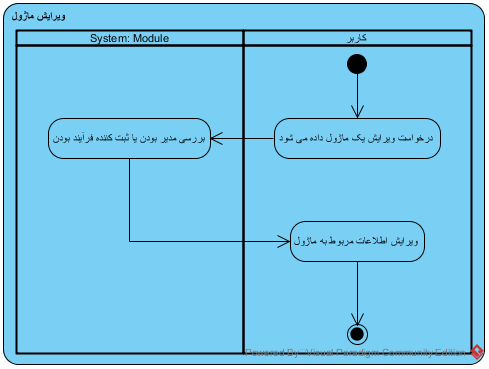 ویرایش ماژول
System: Module
کاربر
درخواست ویرایش یک ماژول داده می شود
بررسی مدیر بودن یا ثبت کننده فرآیند بودن
ویرایش اطلاعات مربوط به ماژول
Powered By: Visual Paradigm Community Edition